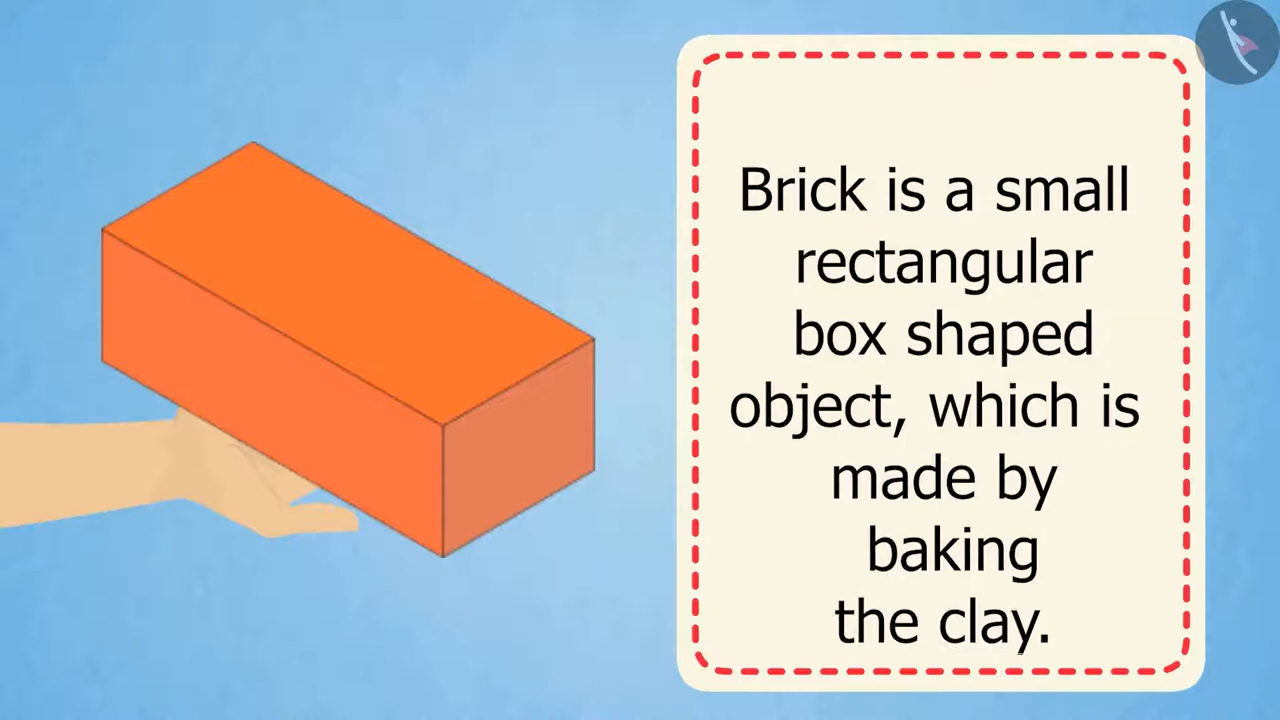 Brick is a small
rectangular
box shaped
object, which is
made by
baking
the clay.